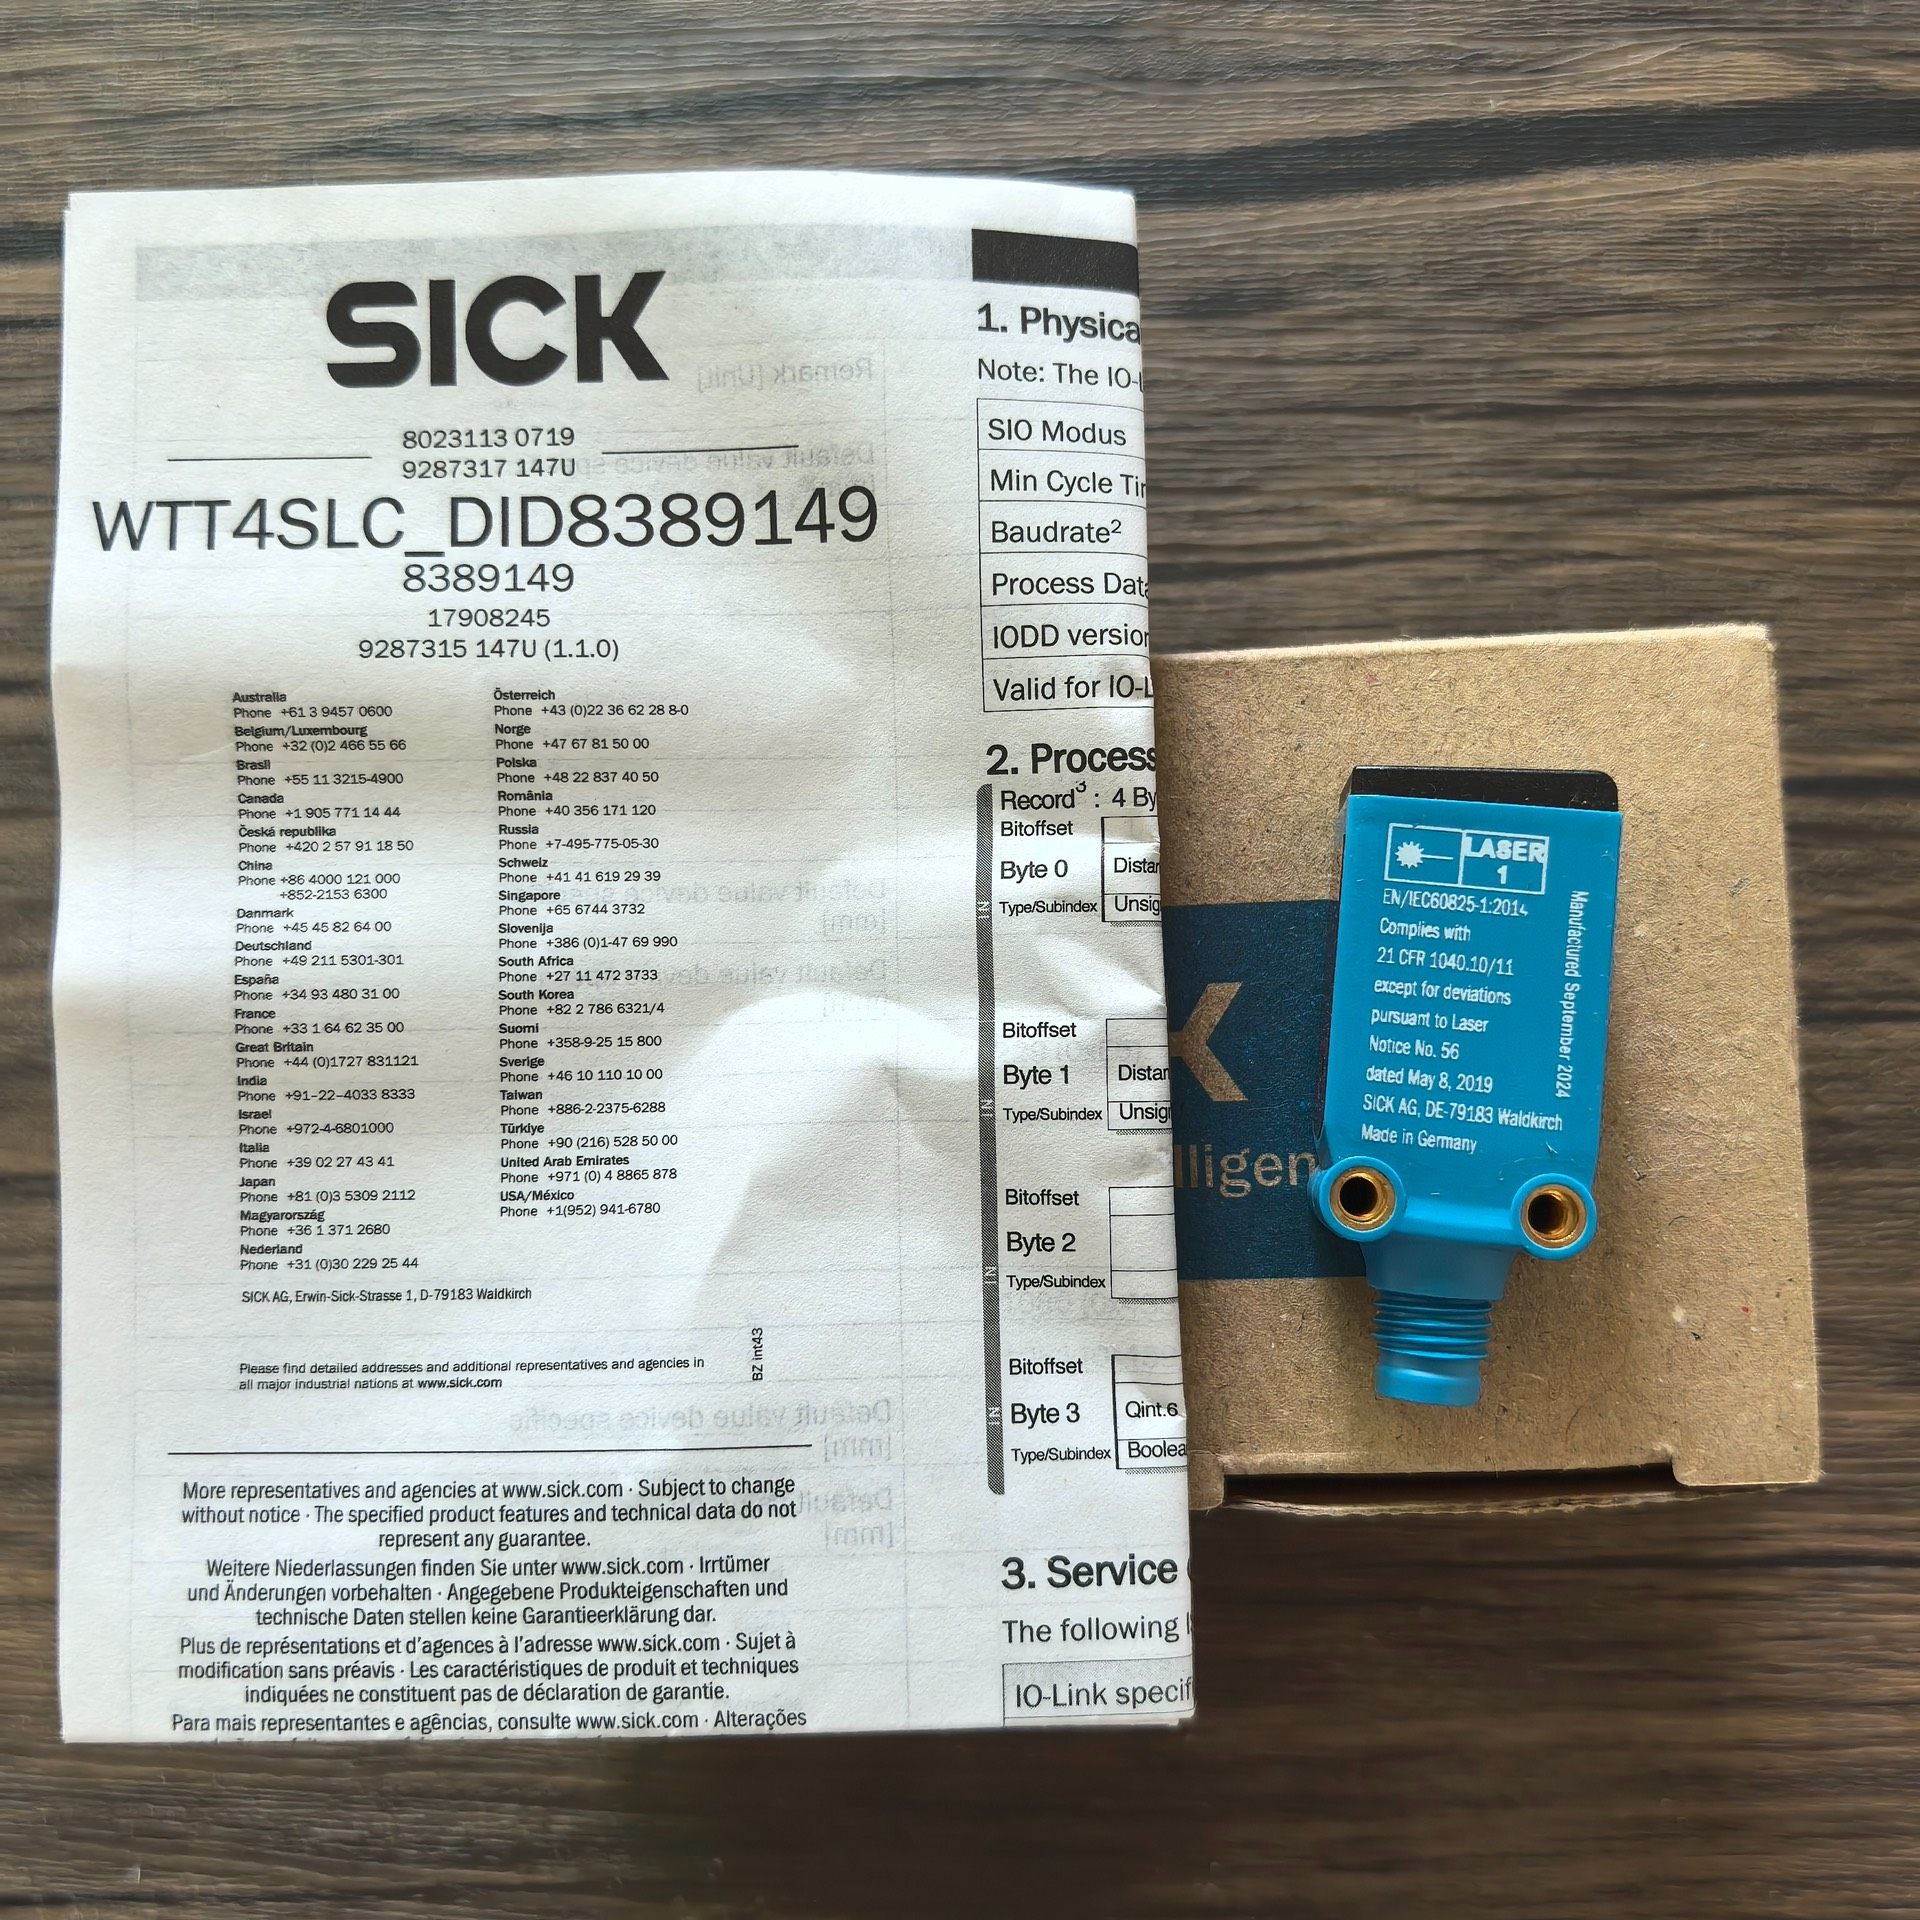 SICK
8023113 0719
9287317 147U
WTT4SLC_DID8389149
8389149
17908245
9287315 147U (1.1.0)
Australia
Phone +61 3 9457 0600
Belgium/Luxembourg
Phone +32 (0)2 466 55 66
Brasil
Phone +55 11 3215-4900
Canada
Phone +1 905 771 14 44
Česká republika
Phone +420 2 57 91 18 50
China
Phone +86 4000 121 000
+852-2153 6300
Danmark
Phone +45 45 82 64 00
Deutschland
Phone +49 211 5301-301
España
Phone +34 93 480 31 00
France
Phone +33 1 64 62 35 00
Great Britain
Phone +44 (0)1727 831121
India
Phone +91–22–4033 8333
Israel
Phone +972-4-6801000
Italia
Phone +39 02 27 43 41
Japan
Phone +81 (0)3 5309 2112
Magyarország
Phone +36 1 371 2680
Nederland
Phone +31 (0)30 229 25 44
Österreich
Phone +43 (0)22 36 62 28 8-0
Norge
Phone +47 67 81 50 00
Polska
Phone +48 22 837 40 50
România
Phone +40 356 171 120
Russia
Phone +7-495-775-05-30
Schweiz
Phone +41 41 619 29 39
Singapore
Phone +65 6744 3732
Slovenija
Phone +386 (0)1-47 69 990
South Africa
Phone +27 11 472 3733
South Korea
Phone +82 2 786 6321/4
Suomi
Phone +358-9-25 15 800
Sverige
Phone +46 10 110 10 00
Taiwan
Phone +886-2-2375-6288
Türkiye
Phone +90 (216) 528 50 00
United Arab Emirates
Phone +971 (0) 4 8865 878
USA/México
Phone +1(952) 941-6780
SICK AG, Erwin-Sick-Strasse 1, D-79183 Waldkirch
Please find detailed addresses and additional representatives and agencies in
all major industrial nations at www.sick.com
BZ int43
More representatives and agencies at www.sick.com · Subject to change
without notice · The specified product features and technical data do not
represent any guarantee.
Weitere Niederlassungen finden Sie unter www.sick.com · Irrtümer
und Änderungen vorbehalten · Angegebene Produkteigenschaften und
technische Daten stellen keine Garantieerklärung dar.
Plus de représentations et d'agences à l'adresse www.sick.com · Sujet à
modification sans préavis · Les caractéristiques de produit et techniques
indiquées ne constituent pas de déclaration de garantie.
Para mais representantes e agências, consulte www.sick.com · Alterações
1. Physica
Note: The IO-
SIO Modus
Min Cycle Ti
Baudrate²
Process Data
IODD version
Valid for IO-L
2. Process
Record³ : 4 By
Bitoffset
Byte 0 Distan
Type/Subindex Unsig
Bitoffset
Byte 1 Distan
Type/Subindex Unsig
Bitoffset
Byte 2
Type/Subindex
Bitoffset
Byte 3 Qint.6
Type/Subindex Boolea
IN
IN
IN
IN
3. Service
The following
IO-Link specif
K
lligen
LASER
1
EN/IEC60825-1:2014
Complies with
21 CFR 1040.10/11
except for deviations
pursuant to Laser
Notice No. 56
dated May 8, 2019
SICK AG, DE-79183 Waldkirch
Made in Germany
Manufactured September 2024